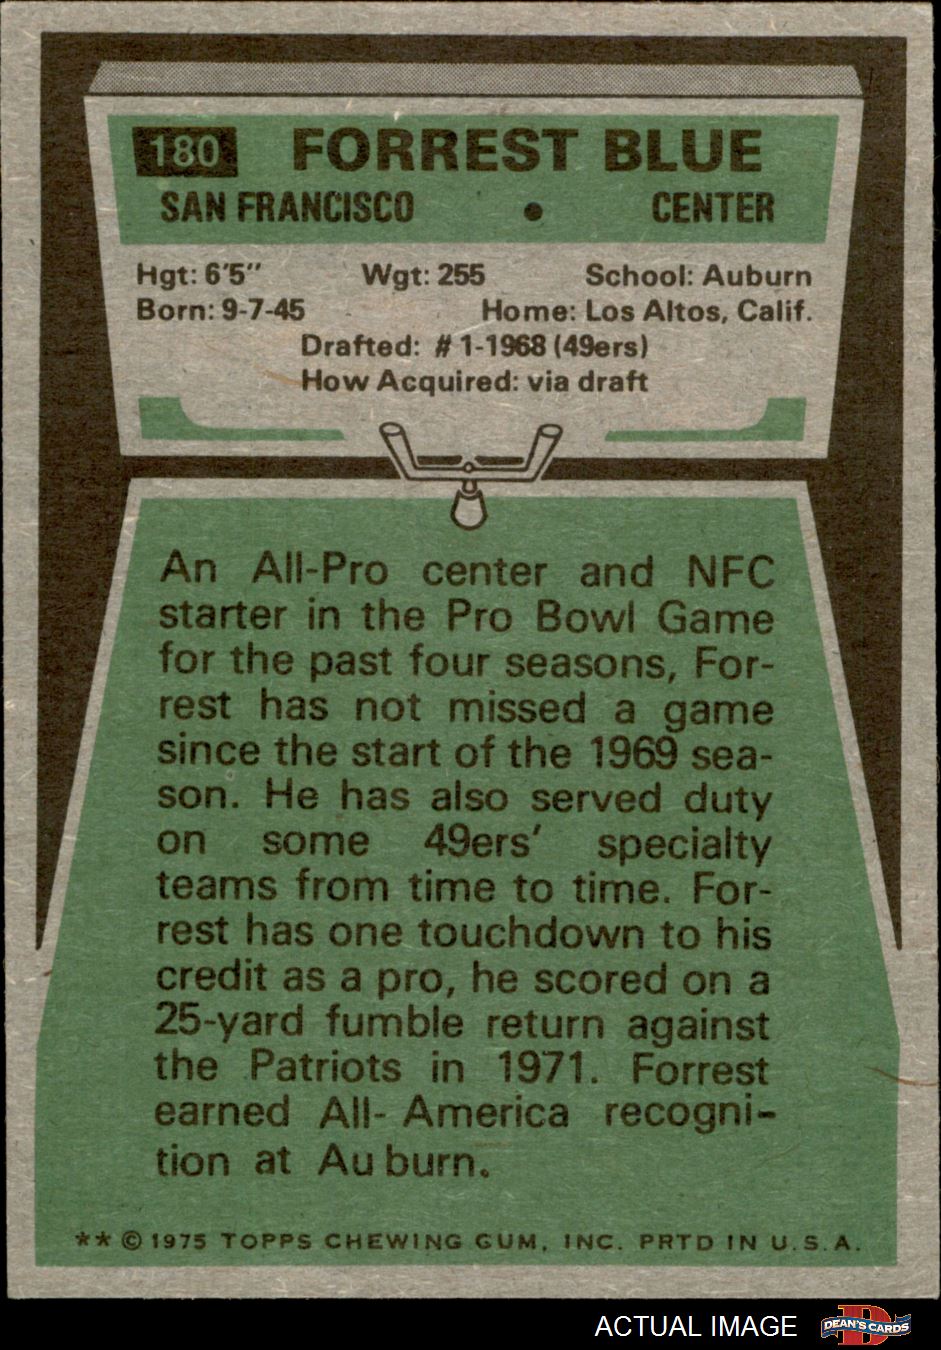 180 FORREST BLUE
SAN FRANCISCO • CENTER
Hgt: 6'5" Wgt: 255 School: Auburn
Born: 9-7-45 Home: Los Altos, Calif.
Drafted: #1-1968 (49ers)
How Acquired: via draft
An All-Pro center and NFC
starter in the Pro Bowl Game
for the past four seasons, For-
rest has not missed a game
since the start of the 1969 sea-
son. He has also served duty
on some 49ers' specialty
teams from time to time. For-
rest has one touchdown to his
credit as a pro, he scored on a
25-yard fumble return against
the Patriots in 1971. Forrest
earned All- America recogni-
tion at Au burn.
** © 1975 TOPPS CHEWING GUM, INC. PRTD IN U.S.A.
ACTUAL IMAGE D DEAN'S CARDS